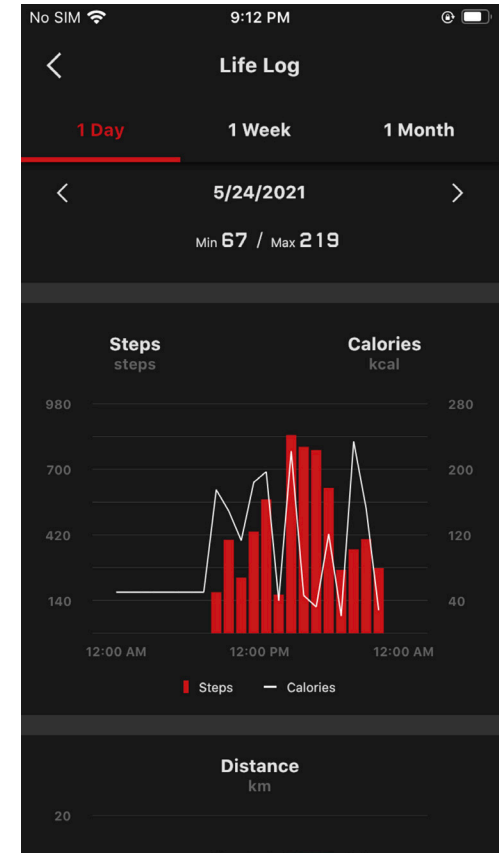 No SIM 9:12 PM
Life Log
1 Day 1 Week 1 Month
5/24/2021
Min 67 / Max 219
Steps Calories
steps kcal
980 280
700 200
420 120
140 40
12:00 AM 12:00 PM 12:00 AM
Steps Calories
Distance
km
20